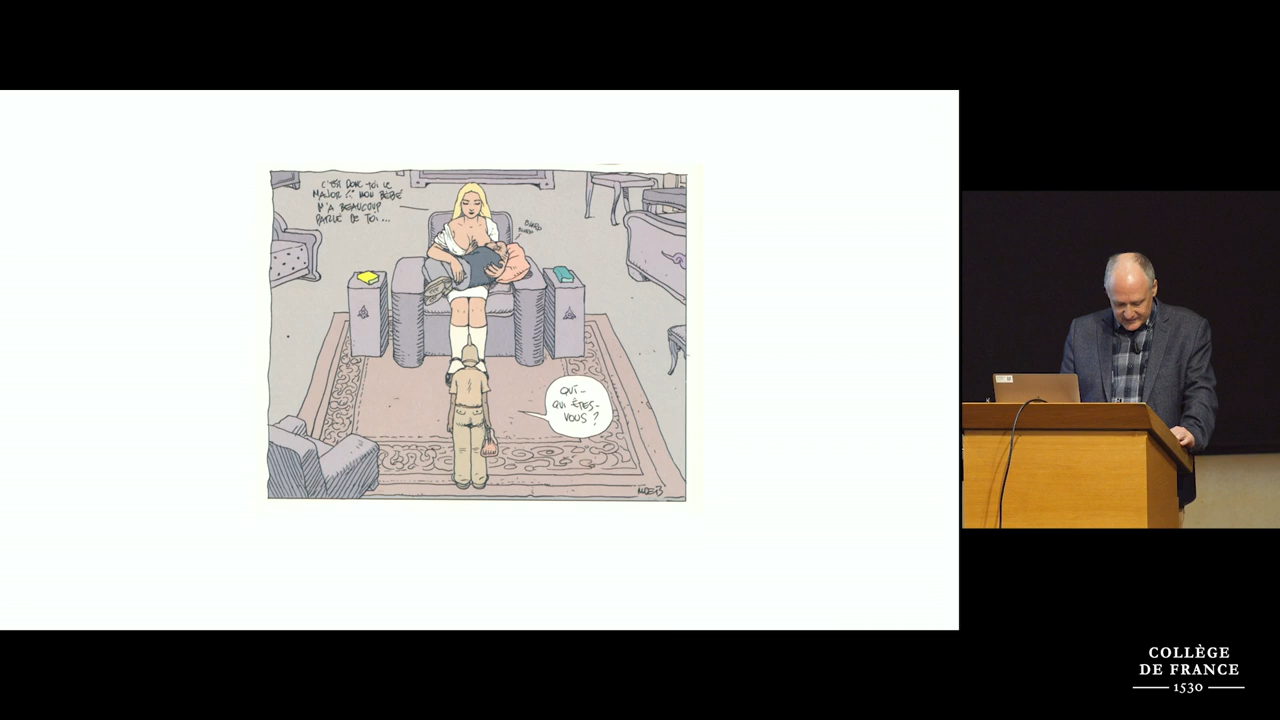 C'EST DONC TOI LE
MAJOR ?.. MON BÉBÉ
M'A BEAUCOUP
PARLÉ DE TOI...
QUI-
QUI ÊTES-
VOUS ?
MŒB
COLLÈGE
DE FRANCE
1530